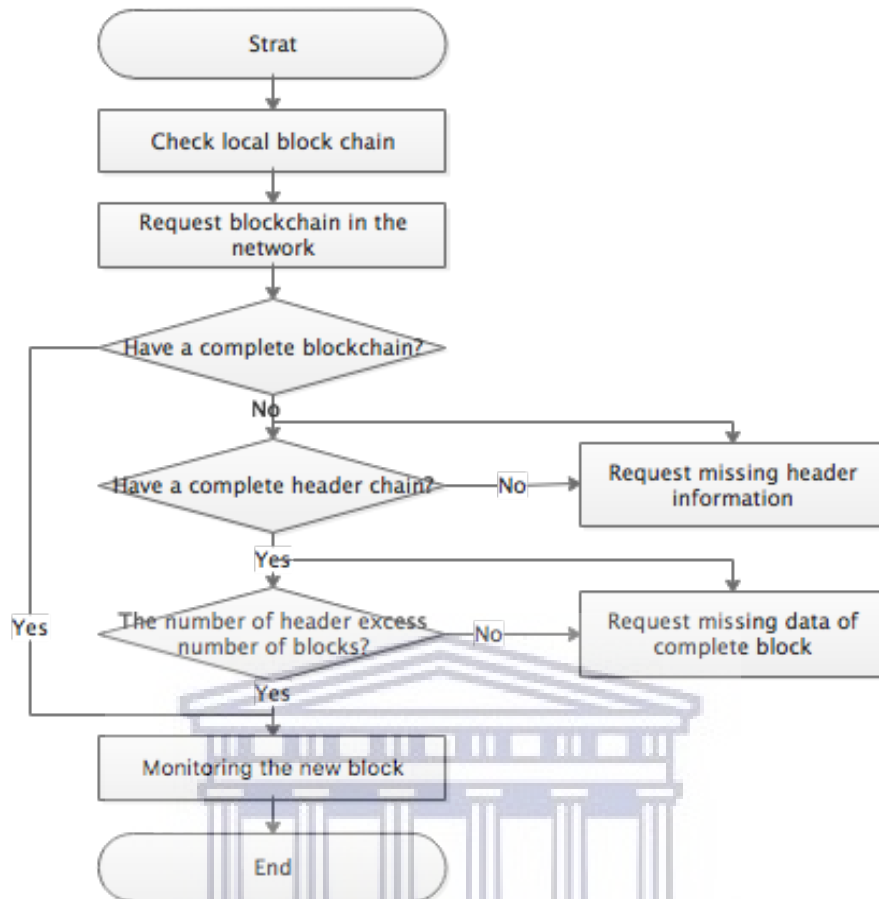 Strat
Check local block chain
Request blockchain in the
network
Have a complete blockchain?
No
Have a complete header chain?
No
Request missing header
information
Yes
The number of header excess
number of blocks?
No
Request missing data of
complete block
Yes
Yes
Monitoring the new block
End